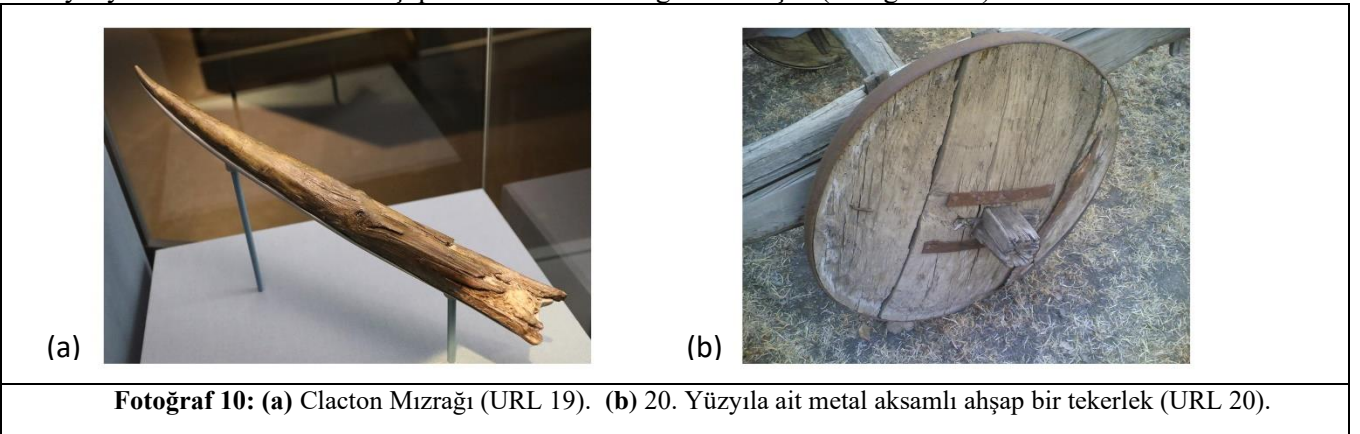 (a)
(b)
Fotoğraf 10: (a) Clacton Mızrağı (URL 19). (b) 20. Yüzyıla ait metal aksamlı ahşap bir tekerlek (URL 20).